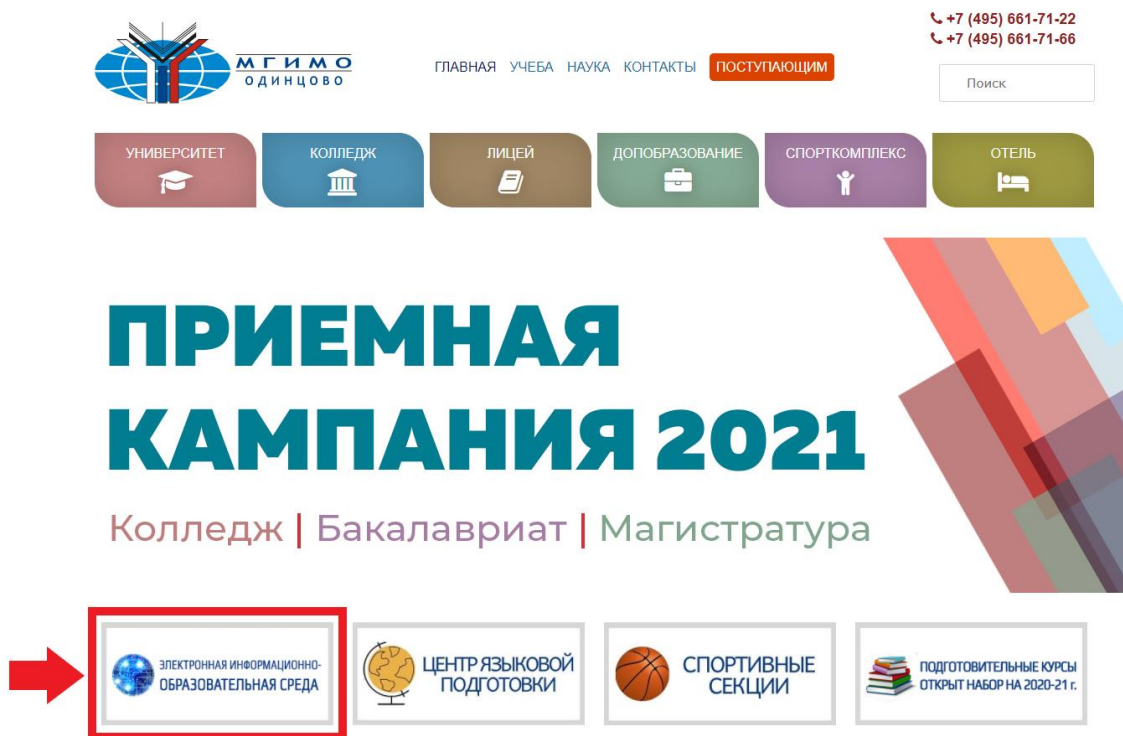 +7 (495) 661-71-22
+7 (495) 661-71-66
МГИМО
ОДИНЦОВО
ГЛАВНАЯ УЧЕБА НАУКА КОНТАКТЫ ПОСТУПАЮЩИМ
Поиск
УНИВЕРСИТЕТ КОЛЛЕДЖ ЛИЦЕЙ ДОПОБРАЗОВАНИЕ СПОРТКОМПЛЕКС ОТЕЛЬ
ПРИЕМНАЯ
КАМПАНИЯ 2021
Колледж | Бакалавриат | Магистратура
ЭЛЕКТРОННАЯ ИНФОРМАЦИОННО-
ОБРАЗОВАТЕЛЬНАЯ СРЕДА
ЦЕНТР ЯЗЫКОВОЙ
ПОДГОТОВКИ
СПОРТИВНЫЕ
СЕКЦИИ
ПОДГОТОВИТЕЛЬНЫЕ КУРСЫ
ОТКРЫТ НАБОР НА 2020-21 г.